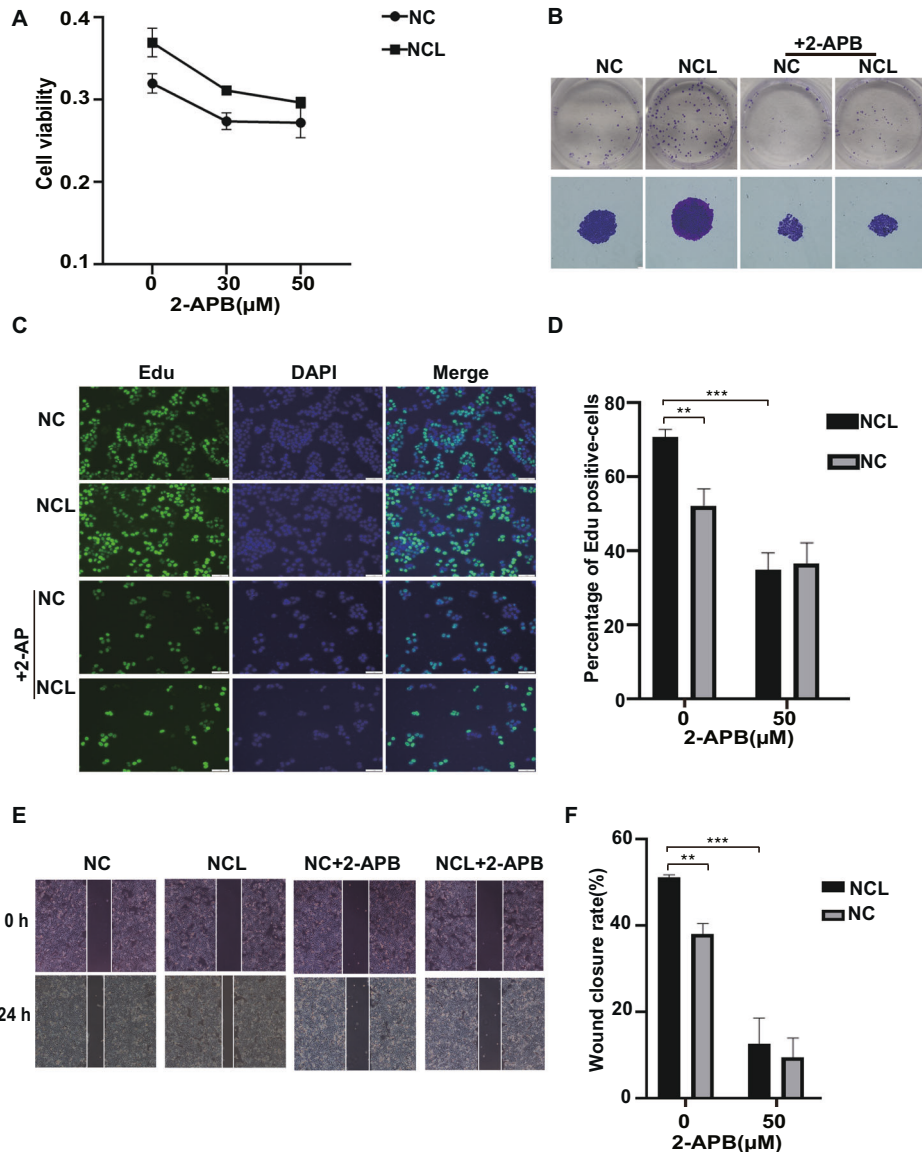 A
0.4
0.3
0.2
0.1
Cell viability
0
30
50
2-APB(µM)
NC
NCL
B
+2-APB
NC
NCL
NC
NCL
C
Edu
DAPI
Merge
NC
NCL
+2-AP
NC
NCL
D
80
60
40
20
0
Percentage of Edu positive-cells
***
**
NCL
NC
0
50
2-APB(µM)
E
NC
NCL
NC+2-APB
NCL+2-APB
0 h
24 h
F
60
40
20
0
Wound closure rate(%)
***
**
NCL
NC
0
50
2-APB(µM)